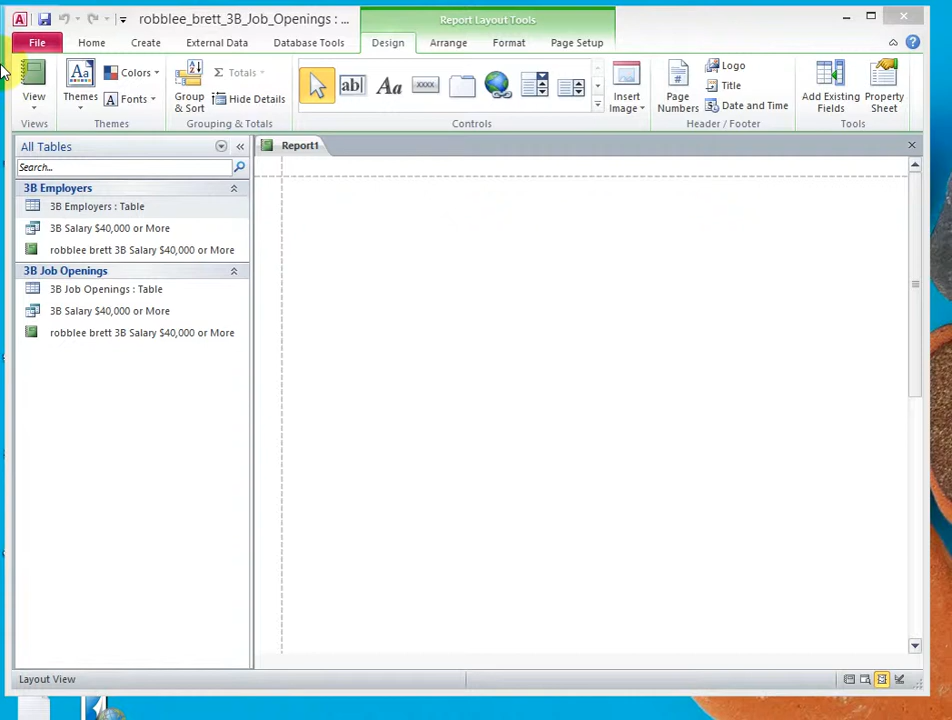 robblee_brett_3B_Job_Openings : ...
Report Layout Tools
File Home Create External Data Database Tools Design Arrange Format Page Setup
View
Views
Aa
Themes
Colors
A Fonts
Themes
Group & Sort
Σ Totals
Hide Details
Grouping & Totals
ab|
Aa
xxxx
Insert Image
Controls
Page Numbers
Logo
Title
Date and Time
Header / Footer
Add Existing Fields
Property Sheet
Tools
All Tables
Search...
3B Employers
3B Employers : Table
3B Salary $40,000 or More
robblee brett 3B Salary $40,000 or More
3B Job Openings
3B Job Openings : Table
3B Salary $40,000 or More
robblee brett 3B Salary $40,000 or More
Report1
Layout View